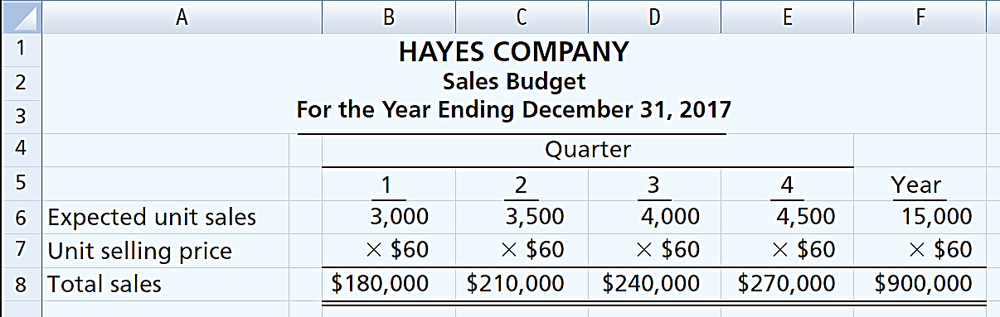 A B C D E F
1 HAYES COMPANY
2 Sales Budget
3 For the Year Ending December 31, 2017
4 Quarter
5 1 2 3 4 Year
6 Expected unit sales 3,000 3,500 4,000 4,500 15,000
7 Unit selling price × $60 × $60 × $60 × $60 × $60
8 Total sales $180,000 $210,000 $240,000 $270,000 $900,000